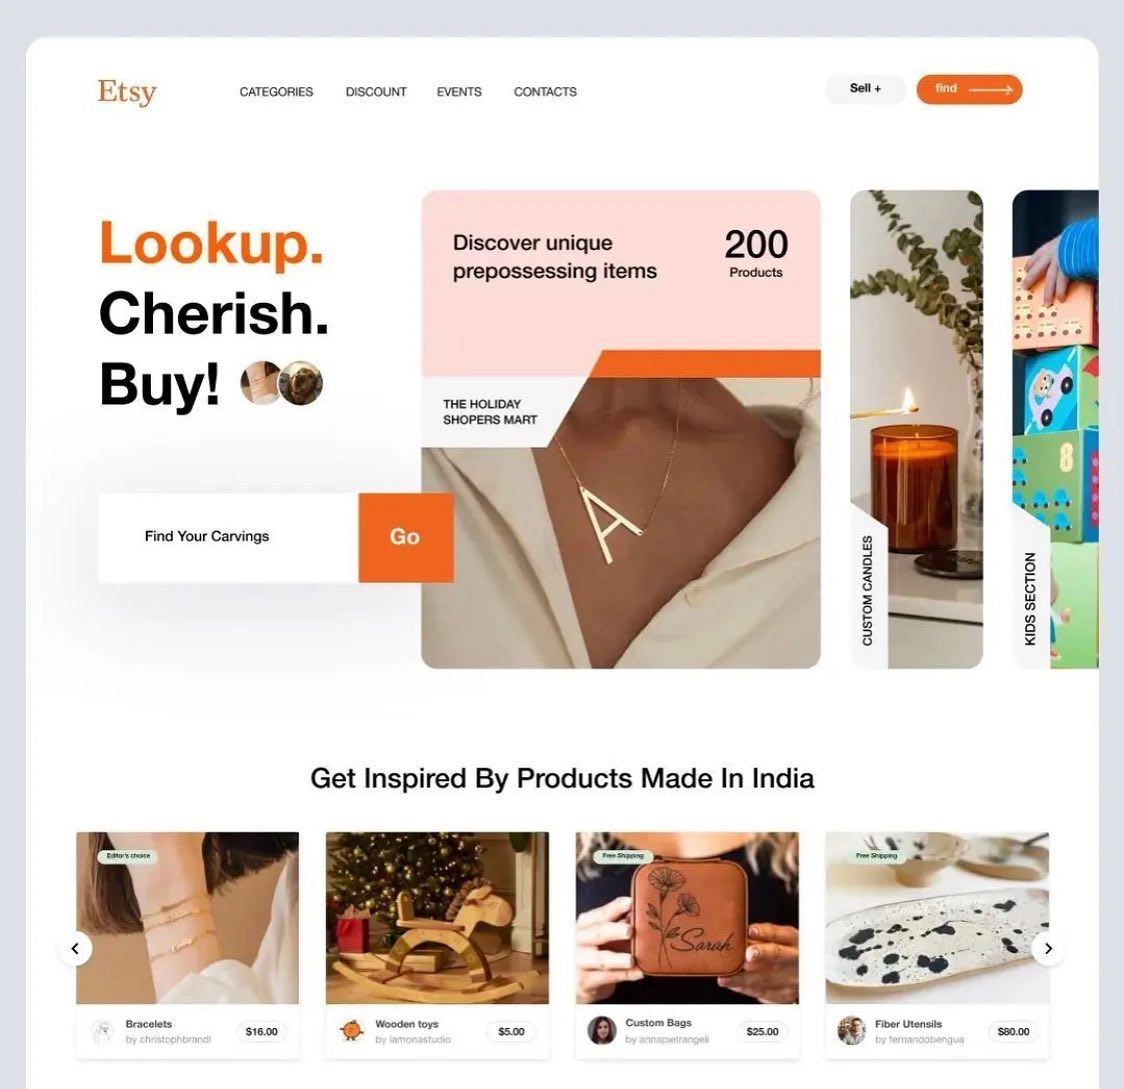 Etsy
CATEGORIES
DISCOUNT
EVENTS
CONTACTS
Sell +
find
Lookup.
Cherish.
Buy!
Find Your Carvings
Go
Discover unique
prepossessing items
200
Products
THE HOLIDAY
SHOPERS MART
A
CUSTOM CANDLES
KIDS SECTION
8
Get Inspired By Products Made In India
Editor's choice
Bracelets
by christophbrandl
$16.00
Wooden toys
by lamonastudio
$5.00
Free Shipping
Sarah
Custom Bags
by annapietrangeli
$25.00
Free Shipping
Fiber Utensils
by fernandobengua
$80.00